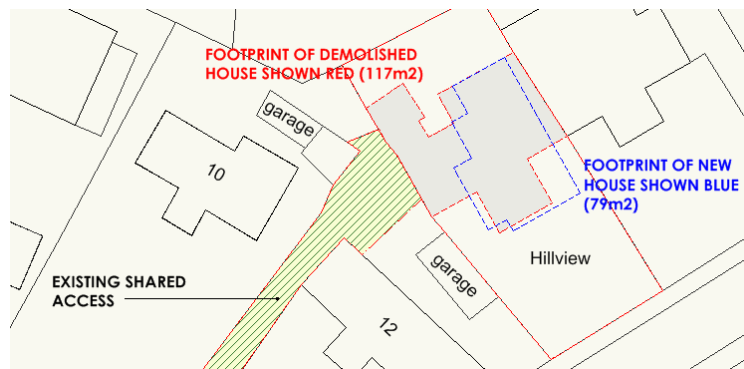 FOOTPRINT OF DEMOLISHED
HOUSE SHOWN RED (117m2)
garage
10
FOOTPRINT OF NEW
HOUSE SHOWN BLUE
(79m2)
Hillview
garage
EXISTING SHARED
ACCESS
12